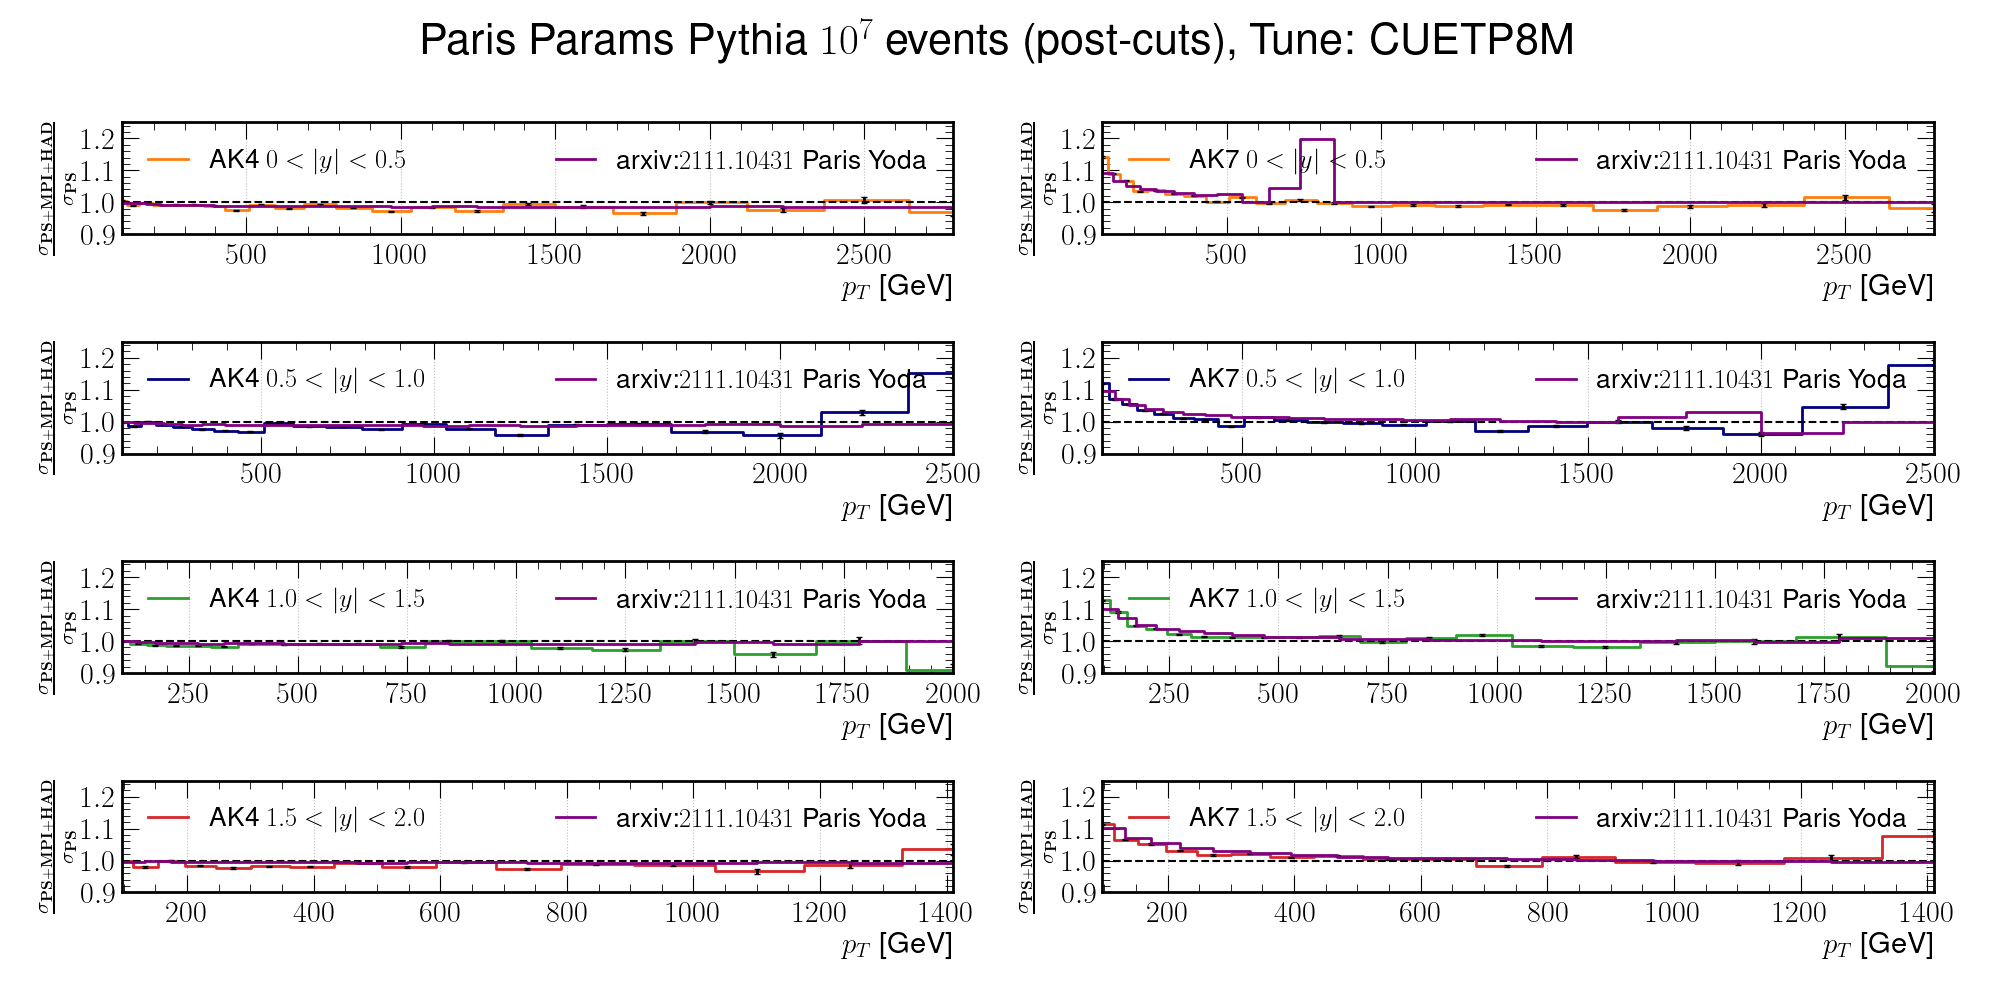 Paris Params Pythia 10^7 events (post-cuts), Tune: CUETP8M
σ_PS+MPI+HAD / σ_PS
1.2
1.1
1.0
0.9
AK4 0 < |y| < 0.5
arxiv:2111.10431 Paris Yoda
500 1000 1500 2000 2500
p_T [GeV]
σ_PS+MPI+HAD / σ_PS
1.2
1.1
1.0
0.9
AK7 0 < |y| < 0.5
arxiv:2111.10431 Paris Yoda
500 1000 1500 2000 2500
p_T [GeV]
σ_PS+MPI+HAD / σ_PS
1.2
1.1
1.0
0.9
AK4 0.5 < |y| < 1.0
arxiv:2111.10431 Paris Yoda
500 1000 1500 2000 2500
p_T [GeV]
σ_PS+MPI+HAD / σ_PS
1.2
1.1
1.0
0.9
AK7 0.5 < |y| < 1.0
arxiv:2111.10431 Paris Yoda
500 1000 1500 2000 2500
p_T [GeV]
σ_PS+MPI+HAD / σ_PS
1.2
1.1
1.0
0.9
AK4 1.0 < |y| < 1.5
arxiv:2111.10431 Paris Yoda
250 500 750 1000 1250 1500 1750 2000
p_T [GeV]
σ_PS+MPI+HAD / σ_PS
1.2
1.1
1.0
0.9
AK7 1.0 < |y| < 1.5
arxiv:2111.10431 Paris Yoda
250 500 750 1000 1250 1500 1750 2000
p_T [GeV]
σ_PS+MPI+HAD / σ_PS
1.2
1.1
1.0
0.9
AK4 1.5 < |y| < 2.0
arxiv:2111.10431 Paris Yoda
200 400 600 800 1000 1200 1400
p_T [GeV]
σ_PS+MPI+HAD / σ_PS
1.2
1.1
1.0
0.9
AK7 1.5 < |y| < 2.0
arxiv:2111.10431 Paris Yoda
200 400 600 800 1000 1200 1400
p_T [GeV]